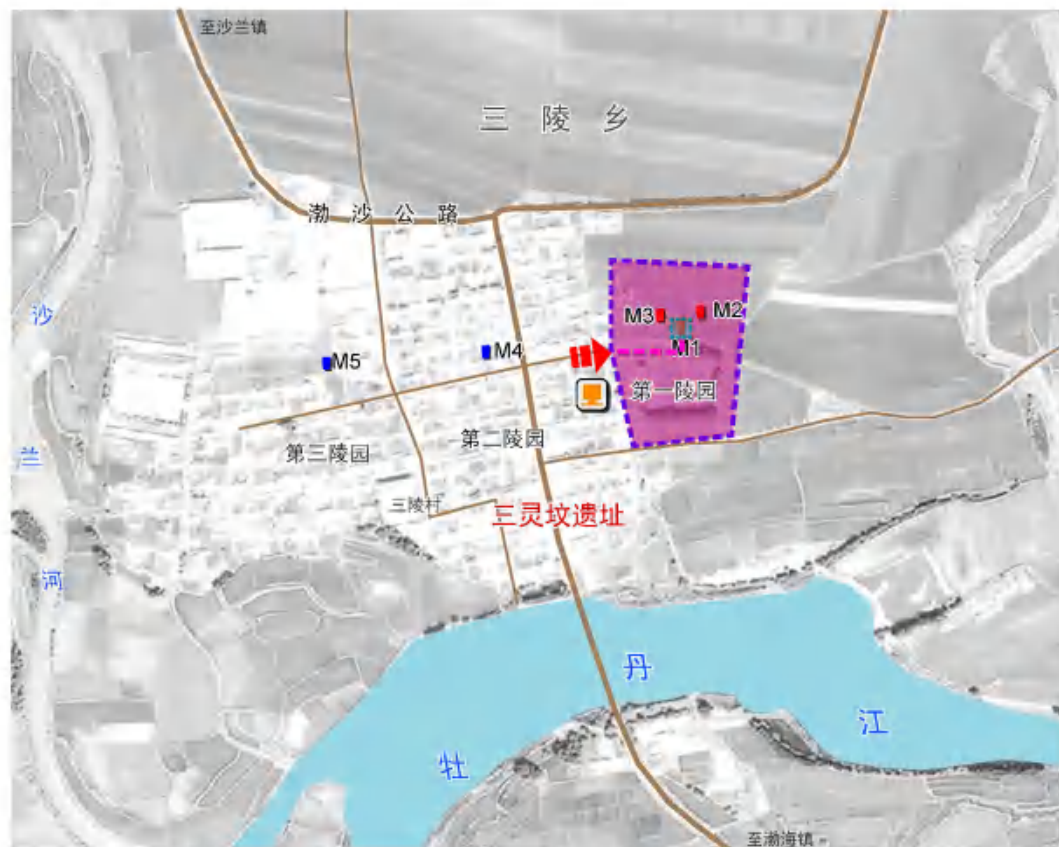 至沙兰镇
三陵乡
渤沙公路
沙兰河
M3
M2
M1
M5
M4
第一陵园
第二陵园
第三陵园
三陵村
三灵坟遗址
牡丹江
至渤海镇